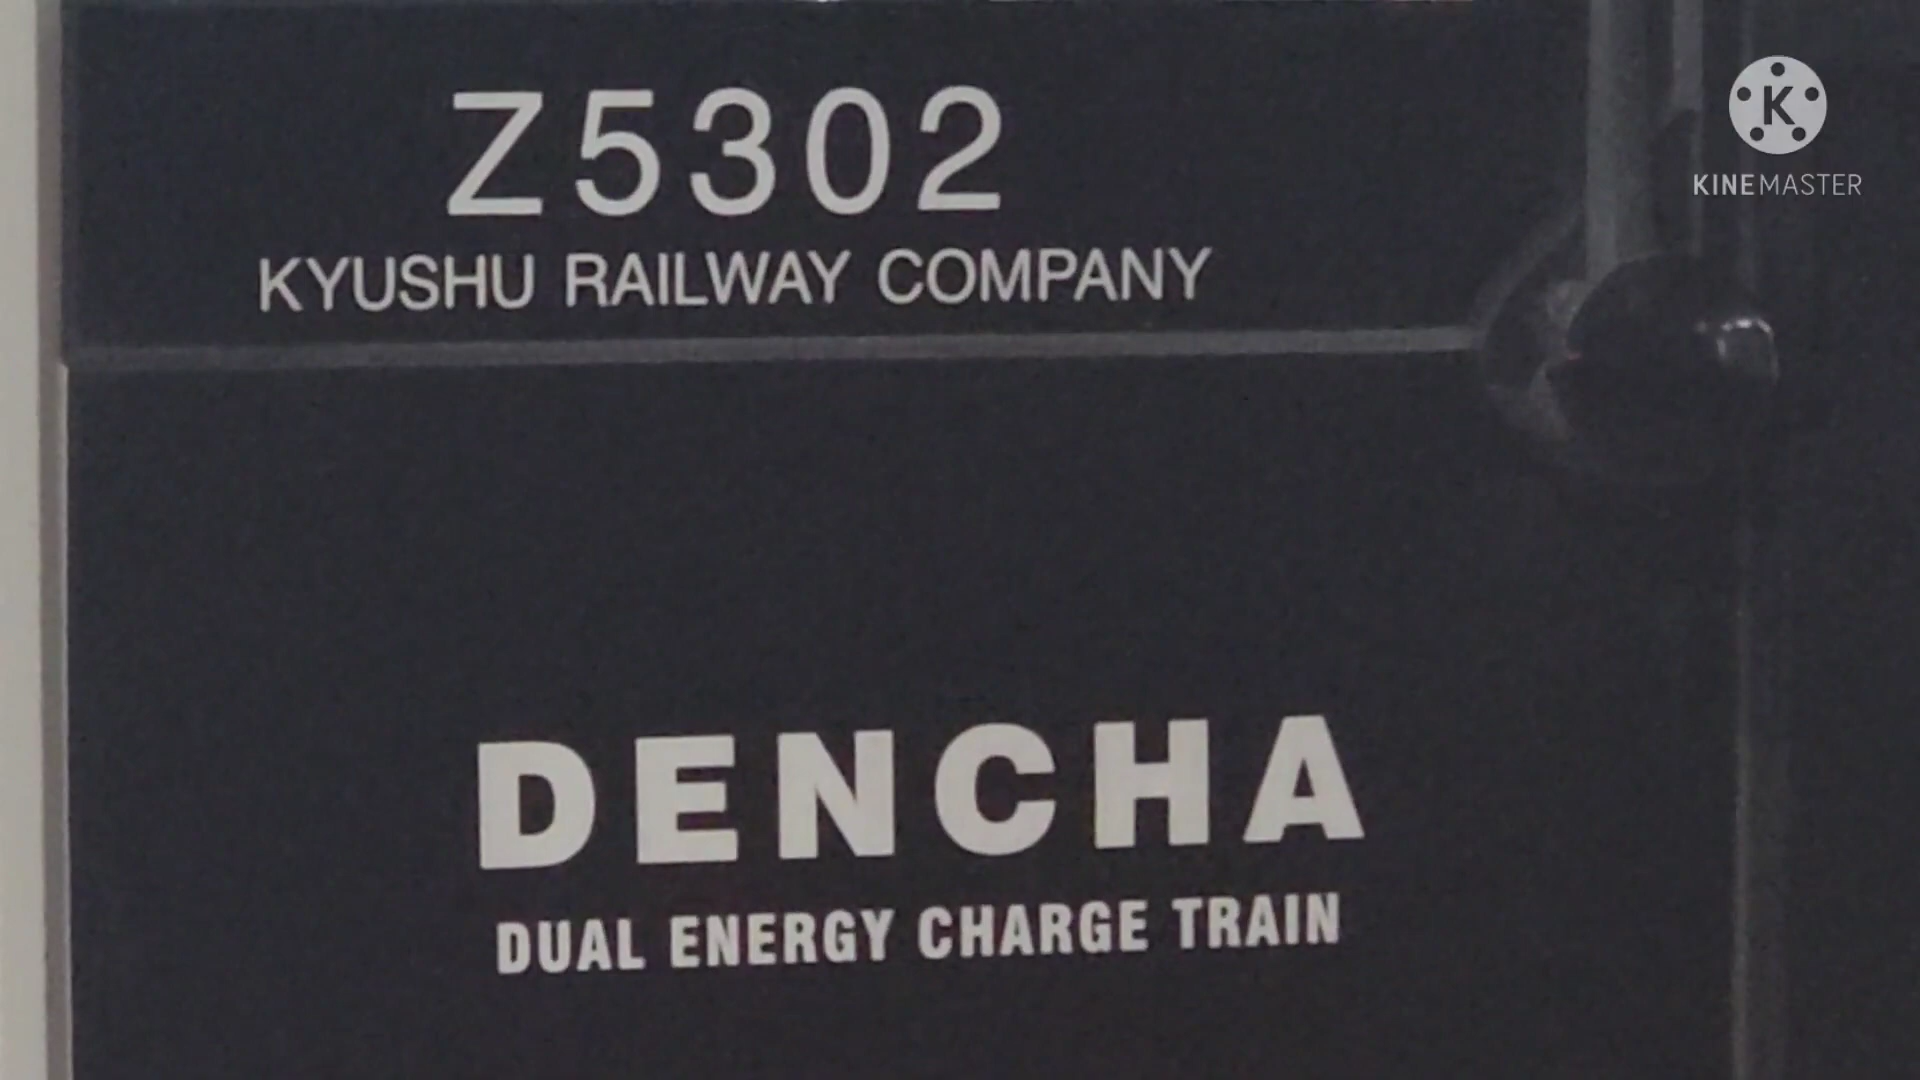 Z5302
KYUSHU RAILWAY COMPANY
DENCHA
DUAL ENERGY CHARGE TRAIN
K
KINEMASTER